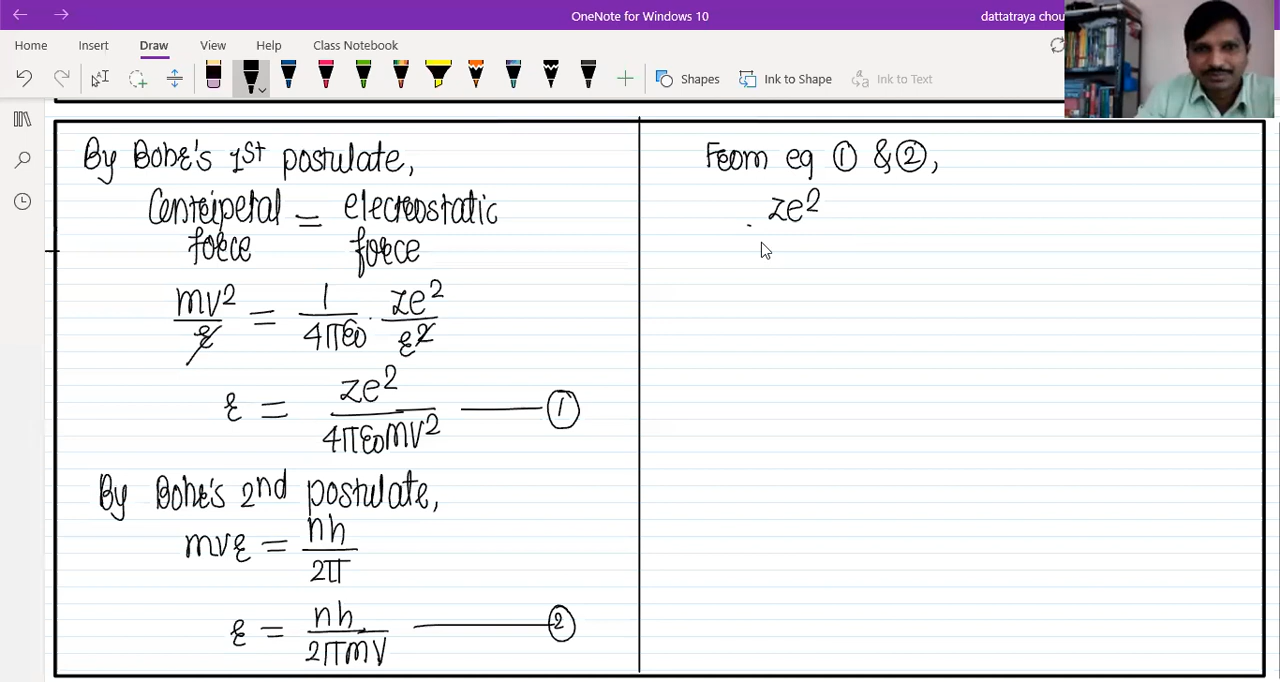 OneNote for Windows 10
dattatraya chou
Home Insert Draw View Help Class Notebook
Shapes Ink to Shape Ink to Text
By Bohr's 1st postulate,
Centripetal force = electrostatic force
mv²/r = 1/4πε0 · ze²/r²
r = ze²/4πε0mv² —— ①
By Bohr's 2nd postulate,
mvr = nh/2π
r = nh/2πmv —— ②
From eq ① & ②,
ze²